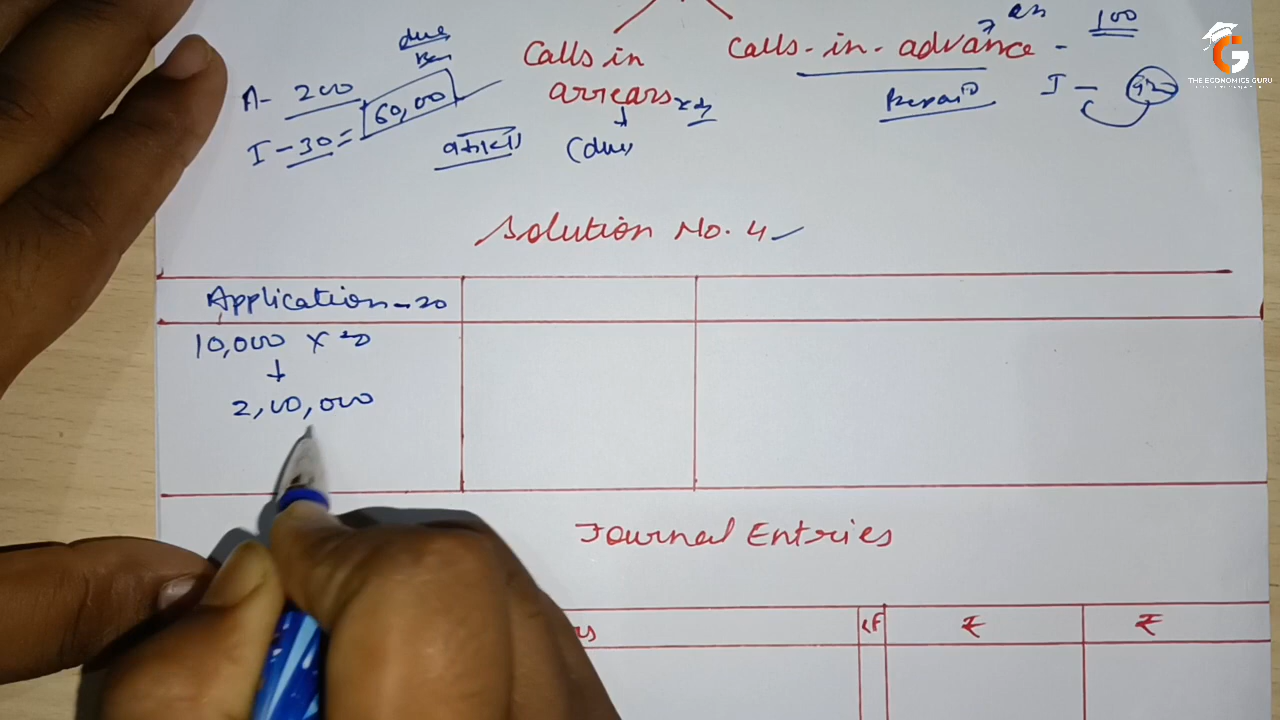 Calls in
arrears
(due)
Calls-in-advance -
100
due
A- 200
I-30=
60,00
I -
THE ECONOMICS GURU
Solution No. 4
Application - 20
10,000 x 20
2,00,000
Journal Entries
LF ₹ ₹